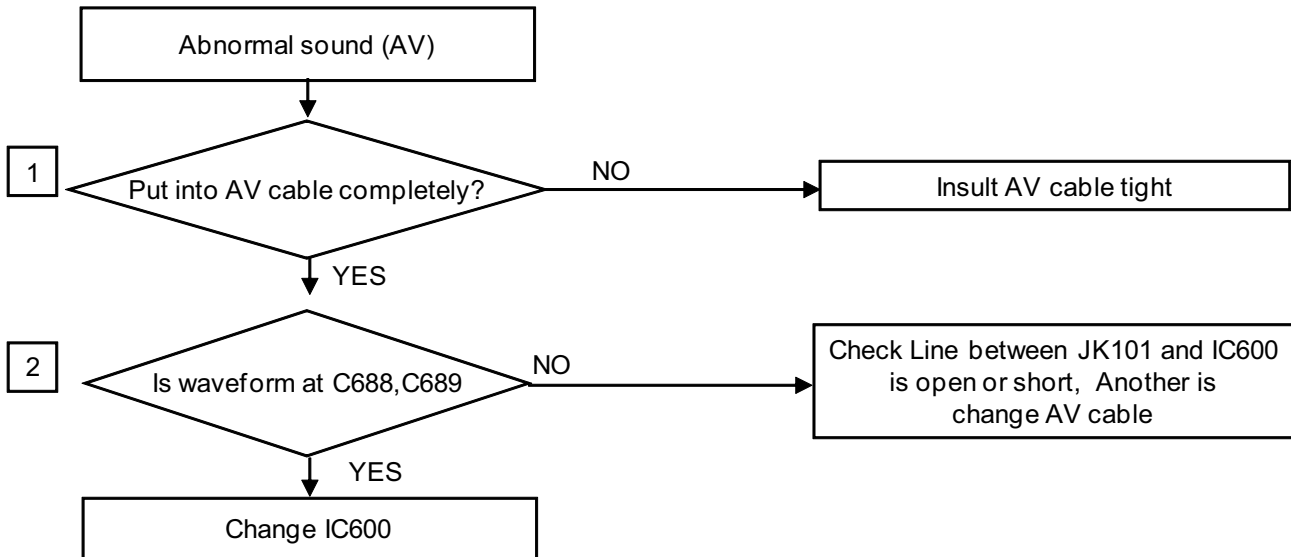 Abnormal sound (AV)
1
Put into AV cable completely?
NO
Insult AV cable tight
YES
2
Is waveform at C688,C689
NO
Check Line between JK101 and IC600
is open or short, Another is
change AV cable
YES
Change IC600